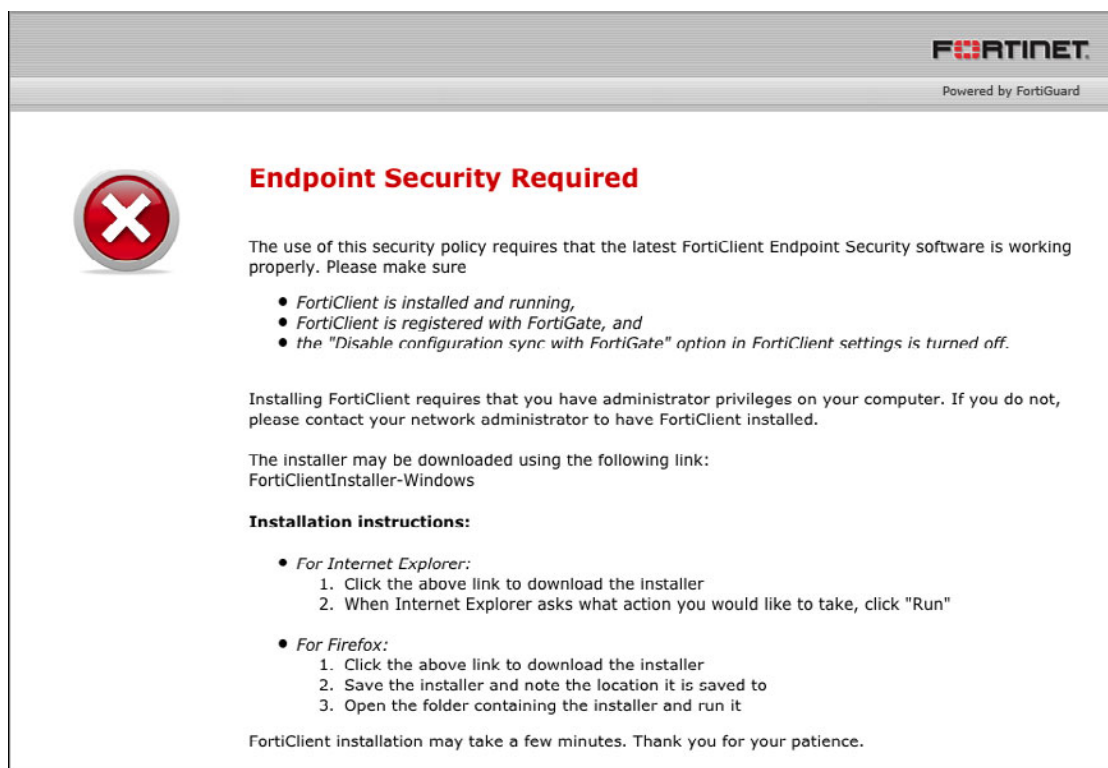 FORTINET
Powered by FortiGuard
Endpoint Security Required
The use of this security policy requires that the latest FortiClient Endpoint Security software is working
properly. Please make sure
• FortiClient is installed and running,
• FortiClient is registered with FortiGate, and
• the "Disable configuration sync with FortiGate" option in FortiClient settings is turned off.
Installing FortiClient requires that you have administrator privileges on your computer. If you do not,
please contact your network administrator to have FortiClient installed.
The installer may be downloaded using the following link:
FortiClientInstaller-Windows
Installation instructions:
• For Internet Explorer:
1. Click the above link to download the installer
2. When Internet Explorer asks what action you would like to take, click "Run"
• For Firefox:
1. Click the above link to download the installer
2. Save the installer and note the location it is saved to
3. Open the folder containing the installer and run it
FortiClient installation may take a few minutes. Thank you for your patience.